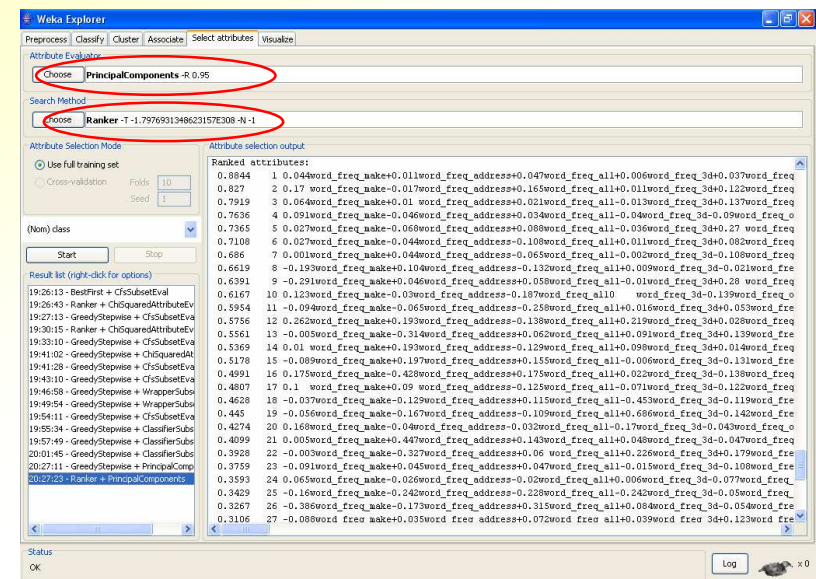 Weka Explorer
Preprocess Classify Cluster Associate Select attributes Visualize
Attribute Evaluator
Choose PrincipalComponents -R 0.95
Search Method
Choose Ranker -T -1.7976931348623157E308 -N -1
Attribute Selection Mode
Use full training set
Cross-validation Folds 10
Seed 1
(Nom) class
Start Stop
Result list (right-click for options)
19:26:13 - BestFirst + CfsSubsetEval
19:26:43 - Ranker + ChiSquaredAttributeEv
19:27:13 - GreedyStepwise + CfsSubsetEva
19:30:15 - Ranker + ChiSquaredAttributeEv
19:33:10 - GreedyStepwise + CfsSubsetEva
19:41:02 - GreedyStepwise + ChiSquaredAt
19:41:28 - GreedyStepwise + CfsSubsetEva
19:43:10 - GreedyStepwise + CfsSubsetEva
19:46:58 - GreedyStepwise + WrapperSubs
19:49:54 - GreedyStepwise + WrapperSubs
19:54:11 - GreedyStepwise + CfsSubsetEva
19:55:34 - GreedyStepwise + ClassifierSubs
19:57:49 - GreedyStepwise + ClassifierSubs
20:01:45 - GreedyStepwise + ClassifierSubs
20:27:11 - GreedyStepwise + PrincipalComp
20:27:23 - Ranker + PrincipalComponents
Attribute selection output
Ranked attributes:
0.8844 1 0.044word_freq_make+0.011word_freq_address+0.047word_freq_all+0.006word_freq_3d+0.037word_freq
0.827 2 0.17 word_freq_make-0.017word_freq_address+0.165word_freq_all+0.011word_freq_3d+0.122word_freq
0.7919 3 0.064word_freq_make+0.01 word_freq_address+0.021word_freq_all-0.013word_freq_3d+0.137word_freq
0.7636 4 0.091word_freq_make-0.046word_freq_address+0.034word_freq_all-0.04word_freq_3d-0.09word_freq_o
0.7365 5 0.027word_freq_make-0.068word_freq_address+0.088word_freq_all-0.036word_freq_3d+0.27 word_freq
0.7108 6 0.027word_freq_make-0.044word_freq_address-0.108word_freq_all+0.011word_freq_3d+0.082word_freq
0.686 7 0.001word_freq_make+0.044word_freq_address-0.065word_freq_all-0.002word_freq_3d-0.108word_freq
0.6619 8 -0.193word_freq_make+0.104word_freq_address-0.132word_freq_all+0.009word_freq_3d-0.021word_fre
0.6391 9 -0.291word_freq_make+0.046word_freq_address+0.058word_freq_all-0.01word_freq_3d+0.28 word_freq
0.6167 10 0.123word_freq_make-0.03word_freq_address-0.187word_freq_all0 word_freq_3d-0.139word_freq_o
0.5954 11 -0.094word_freq_make-0.065word_freq_address-0.258word_freq_all+0.016word_freq_3d+0.053word_fre
0.5756 12 0.262word_freq_make+0.193word_freq_address-0.138word_freq_all+0.219word_freq_3d+0.028word_freq
0.5561 13 -0.005word_freq_make-0.314word_freq_address+0.062word_freq_all+0.091word_freq_3d+0.139word_fre
0.5369 14 0.01 word_freq_make+0.193word_freq_address-0.129word_freq_all+0.098word_freq_3d+0.014word_freq
0.5178 15 -0.089word_freq_make+0.197word_freq_address+0.155word_freq_all-0.006word_freq_3d-0.131word_fre
0.4991 16 0.175word_freq_make-0.428word_freq_address+0.175word_freq_all+0.022word_freq_3d-0.138word_freq
0.4807 17 0.1 word_freq_make+0.09 word_freq_address-0.125word_freq_all-0.071word_freq_3d-0.122word_freq
0.4628 18 -0.037word_freq_make-0.129word_freq_address+0.115word_freq_all-0.453word_freq_3d-0.119word_fre
0.445 19 -0.056word_freq_make-0.167word_freq_address-0.109word_freq_all+0.686word_freq_3d-0.142word_fre
0.4274 20 0.168word_freq_make-0.04word_freq_address-0.032word_freq_all-0.17word_freq_3d-0.043word_freq_o
0.4099 21 0.005word_freq_make+0.447word_freq_address+0.143word_freq_all+0.048word_freq_3d-0.047word_freq
0.3928 22 -0.003word_freq_make-0.327word_freq_address+0.06 word_freq_all+0.226word_freq_3d+0.179word_fre
0.3759 23 -0.091word_freq_make+0.045word_freq_address+0.047word_freq_all-0.015word_freq_3d-0.108word_fre
0.3593 24 0.065word_freq_make-0.026word_freq_address-0.02word_freq_all+0.006word_freq_3d-0.077word_freq_
0.3429 25 -0.16word_freq_make-0.242word_freq_address-0.228word_freq_all-0.242word_freq_3d-0.05word_freq_
0.3267 26 -0.386word_freq_make-0.173word_freq_address+0.315word_freq_all+0.084word_freq_3d-0.054word_fre
0.3106 27 -0.088word_freq_make+0.035word_freq_address+0.072word_freq_all+0.039word_freq_3d+0.123word_fre
Status
OK
Log x 0